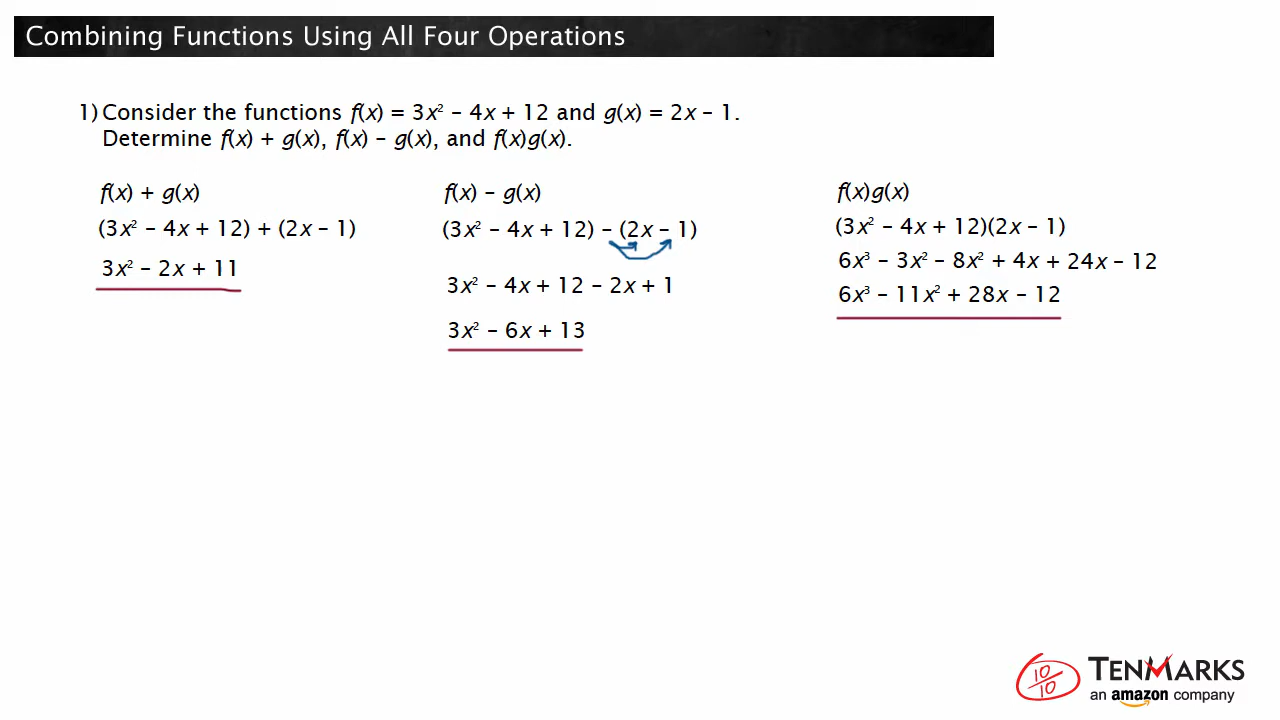 Combining Functions Using All Four Operations
1) Consider the functions f(x) = 3x² – 4x + 12 and g(x) = 2x – 1.
Determine f(x) + g(x), f(x) – g(x), and f(x)g(x).
f(x) + g(x)
(3x² – 4x + 12) + (2x – 1)
3x² – 2x + 11
f(x) – g(x)
(3x² – 4x + 12) – (2x – 1)
3x² – 4x + 12 – 2x + 1
3x² – 6x + 13
f(x)g(x)
(3x² – 4x + 12)(2x – 1)
6x³ – 3x² – 8x² + 4x + 24x – 12
6x³ – 11x² + 28x – 12
10/10
TENMARKS
an amazon company